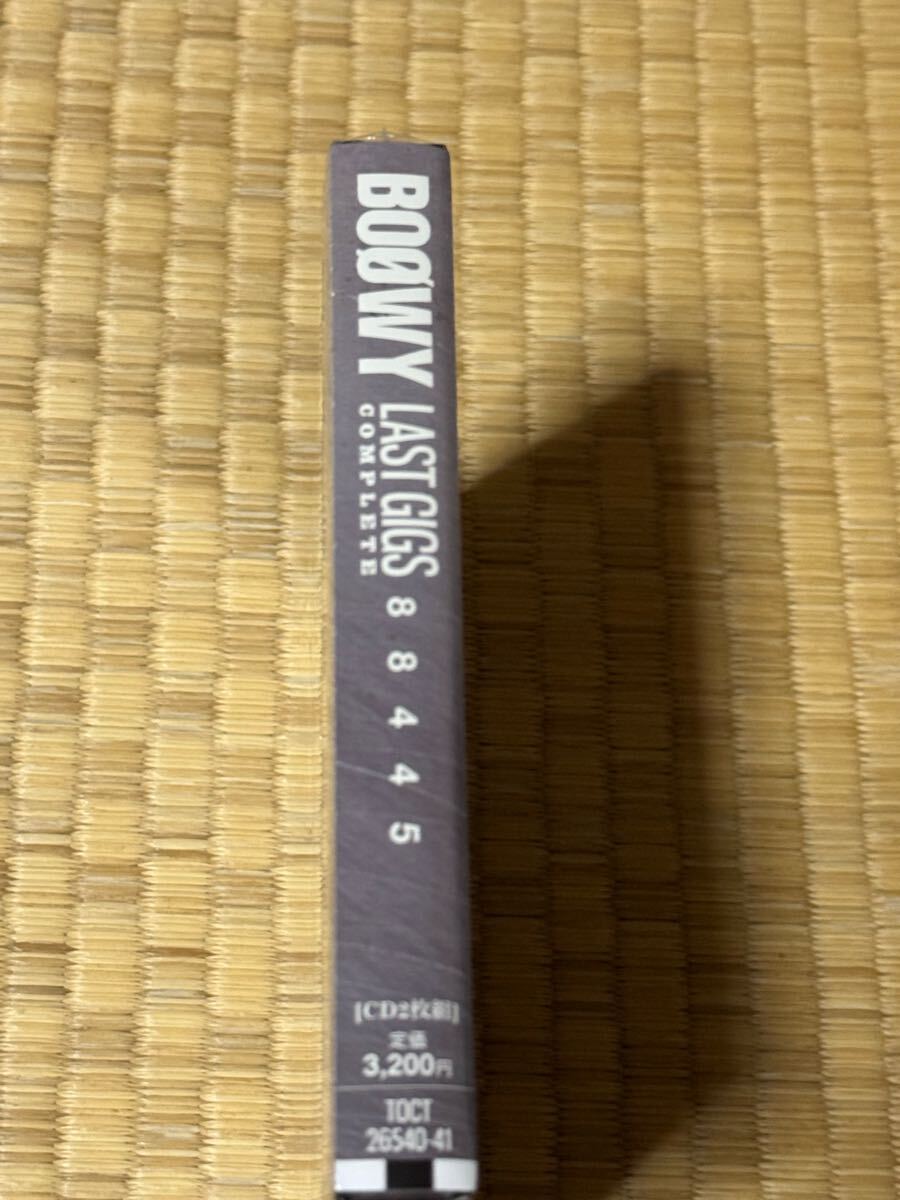 BOØWY
LAST GIGS
COMPLETE
8 8 4 4 5
[CD2枚組]
定価
3,200円
TOCT
26540-41